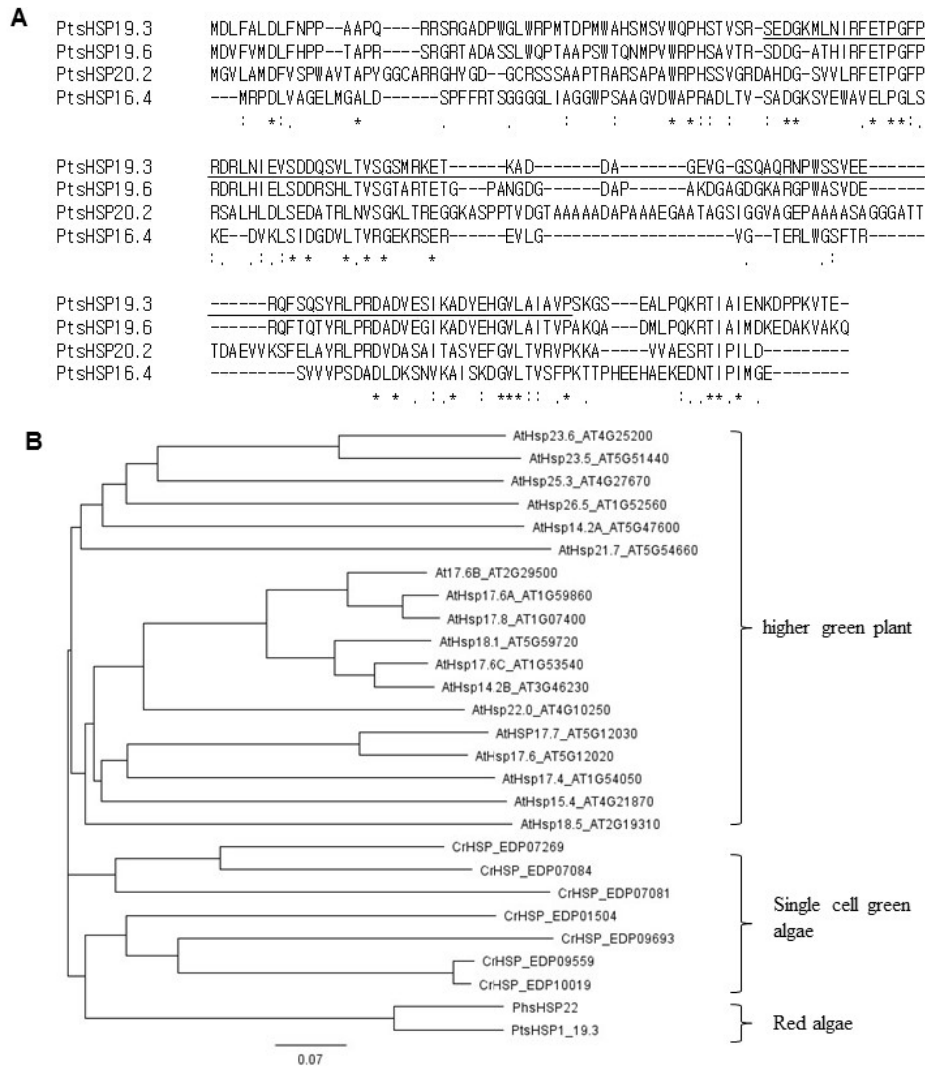 A
PtsHSP19.3 MDLFALDLFNPP--AAPQ----RRSRGADPWGLWRPMTDPMWAHSMSVWQPHSTVSR-SEDGKMLNIRFETPGFP
PtsHSP19.6 MDVFVMDLFHPP--TAPR----SRGRTADASSLWQPTAAPSWTQNMPVWRPHSAVTR-SDDG-ATHIRFETPGFP
PtsHSP20.2 MGVLAMDFVSPWAVTAPVGGCARRGHVGD--GCRSSSAAPTRARSAPAWRPHSSVGRDAHDG-SVVLRFETPGFP
PtsHSP16.4 ---MRPDLVAGELMGALD------SPFFRTSGGGGLIAGGWPSAAGVDWAPRADLTV-SADGKSVEWAVELPGLS
: *:. * . . : : * *: : : :** . * **:.
PtsHSP19.3 RDRLNIEVSDDQSVLTVSGSMRKET------KAD-----DA------GEVG-GSQAQRNPWSSVEE------
PtsHSP19.6 RDRLHIELSDDRSHLTVSGTARTETG---PANGDG----DAP-----AKDGAGDGKARGPWASVDE------
PtsHSP20.2 RSALHLDLSEDATRLNVSGKLTREGGKASPPTVDGTAAAAADAPAAAEGAATAGSIGGVAGEPAAAASAGGGATT
PtsHSP16.4 KE--DVKLSIDGDVLTVRGEKRSER----------EVLG---------------VG--TERLWGSFTR------
:. .:.:* * *.* * * . . :
PtsHSP19.3 ------RQFSQSYRLPRDADVESIKADYEHGVLAIAVPSKGS---EALPQKRTIAIENKDPPKVTE-
PtsHSP19.6 ------RQFTQTYRLPRDADVEGIKADYEHGVLTITVPAKQA---DMLPQKRTIAIMDKEDAKVAKQ
PtsHSP20.2 TDAEVVKSFELAYRLPRDVDASAITASYEFGVLTVRVPKKA-----VVAESRTIPILD---------
PtsHSP16.4 ---------SVVVPSDADLDKSNVKAISKDGVLTVSFPKTTPHEEHAEKEDNTIPIMGE--------
* * . :.* : ***:: .* . :. .** * .
B
AtHsp23.6_AT4G25200
AtHsp23.5_AT5G51440
AtHsp25.3_AT4G27670
AtHsp26.5_AT1G52560
AtHsp14.2A_AT5G47600
AtHsp21.7_AT5G54660
At17.6B_AT2G29500
AtHsp17.6A_AT1G59860
AtHsp17.8_AT1G07400
AtHsp18.1_AT5G59720
AtHsp17.6C_AT1G53540
AtHsp14.2B_AT3G46230
AtHsp22.0_AT4G10250
AtHSP17.7_AT5G12030
AtHsp17.6_AT5G12020
AtHsp17.4_AT1G54050
AtHsp15.4_AT4G21870
AtHsp18.5_AT2G19310
higher green plant
CrHSP_EDP07269
CrHSP_EDP07084
CrHSP_EDP07081
CrHSP_EDP01504
CrHSP_EDP09693
CrHSP_EDP09559
CrHSP_EDP10019
Single cell green
algae
PhsHSP22
PtsHSP1_19.3
Red algae
0.07